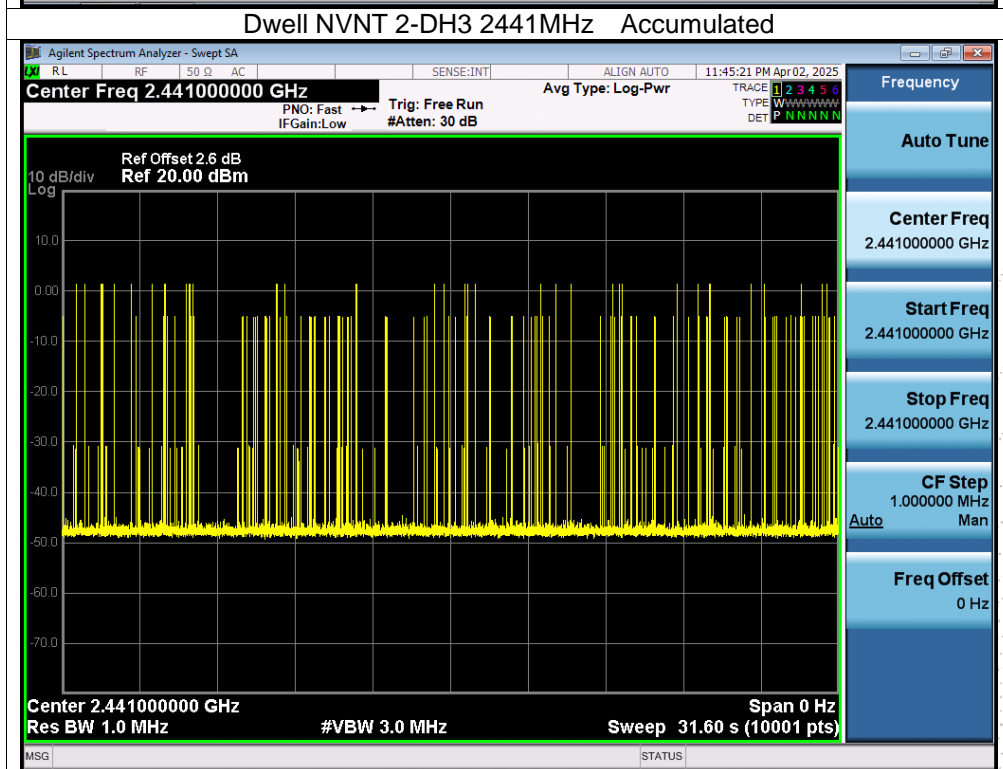 Dwell NVNT 2-DH3 2441MHz    Accumulated
Agilent Spectrum Analyzer - Swept SA
LXI RL RF 50 Ω AC SENSE:INT ALIGN AUTO 11:45:21 PM Apr 02, 2025
Center Freq 2.441000000 GHz
PNO: Fast
IFGain:Low
Trig: Free Run
#Atten: 30 dB
Avg Type: Log-Pwr
TRACE 1 2 3 4 5 6
TYPE WWWWWW
DET P N N N N N
Ref Offset 2.6 dB
10 dB/div Ref 20.00 dBm
Log
10.0
0.00
-10.0
-20.0
-30.0
-40.0
-50.0
-60.0
-70.0
Center 2.441000000 GHz Span 0 Hz
Res BW 1.0 MHz #VBW 3.0 MHz Sweep 31.60 s (10001 pts)
MSG STATUS
Frequency
Auto Tune
Center Freq
2.441000000 GHz
Start Freq
2.441000000 GHz
Stop Freq
2.441000000 GHz
CF Step
1.000000 MHz
Auto Man
Freq Offset
0 Hz